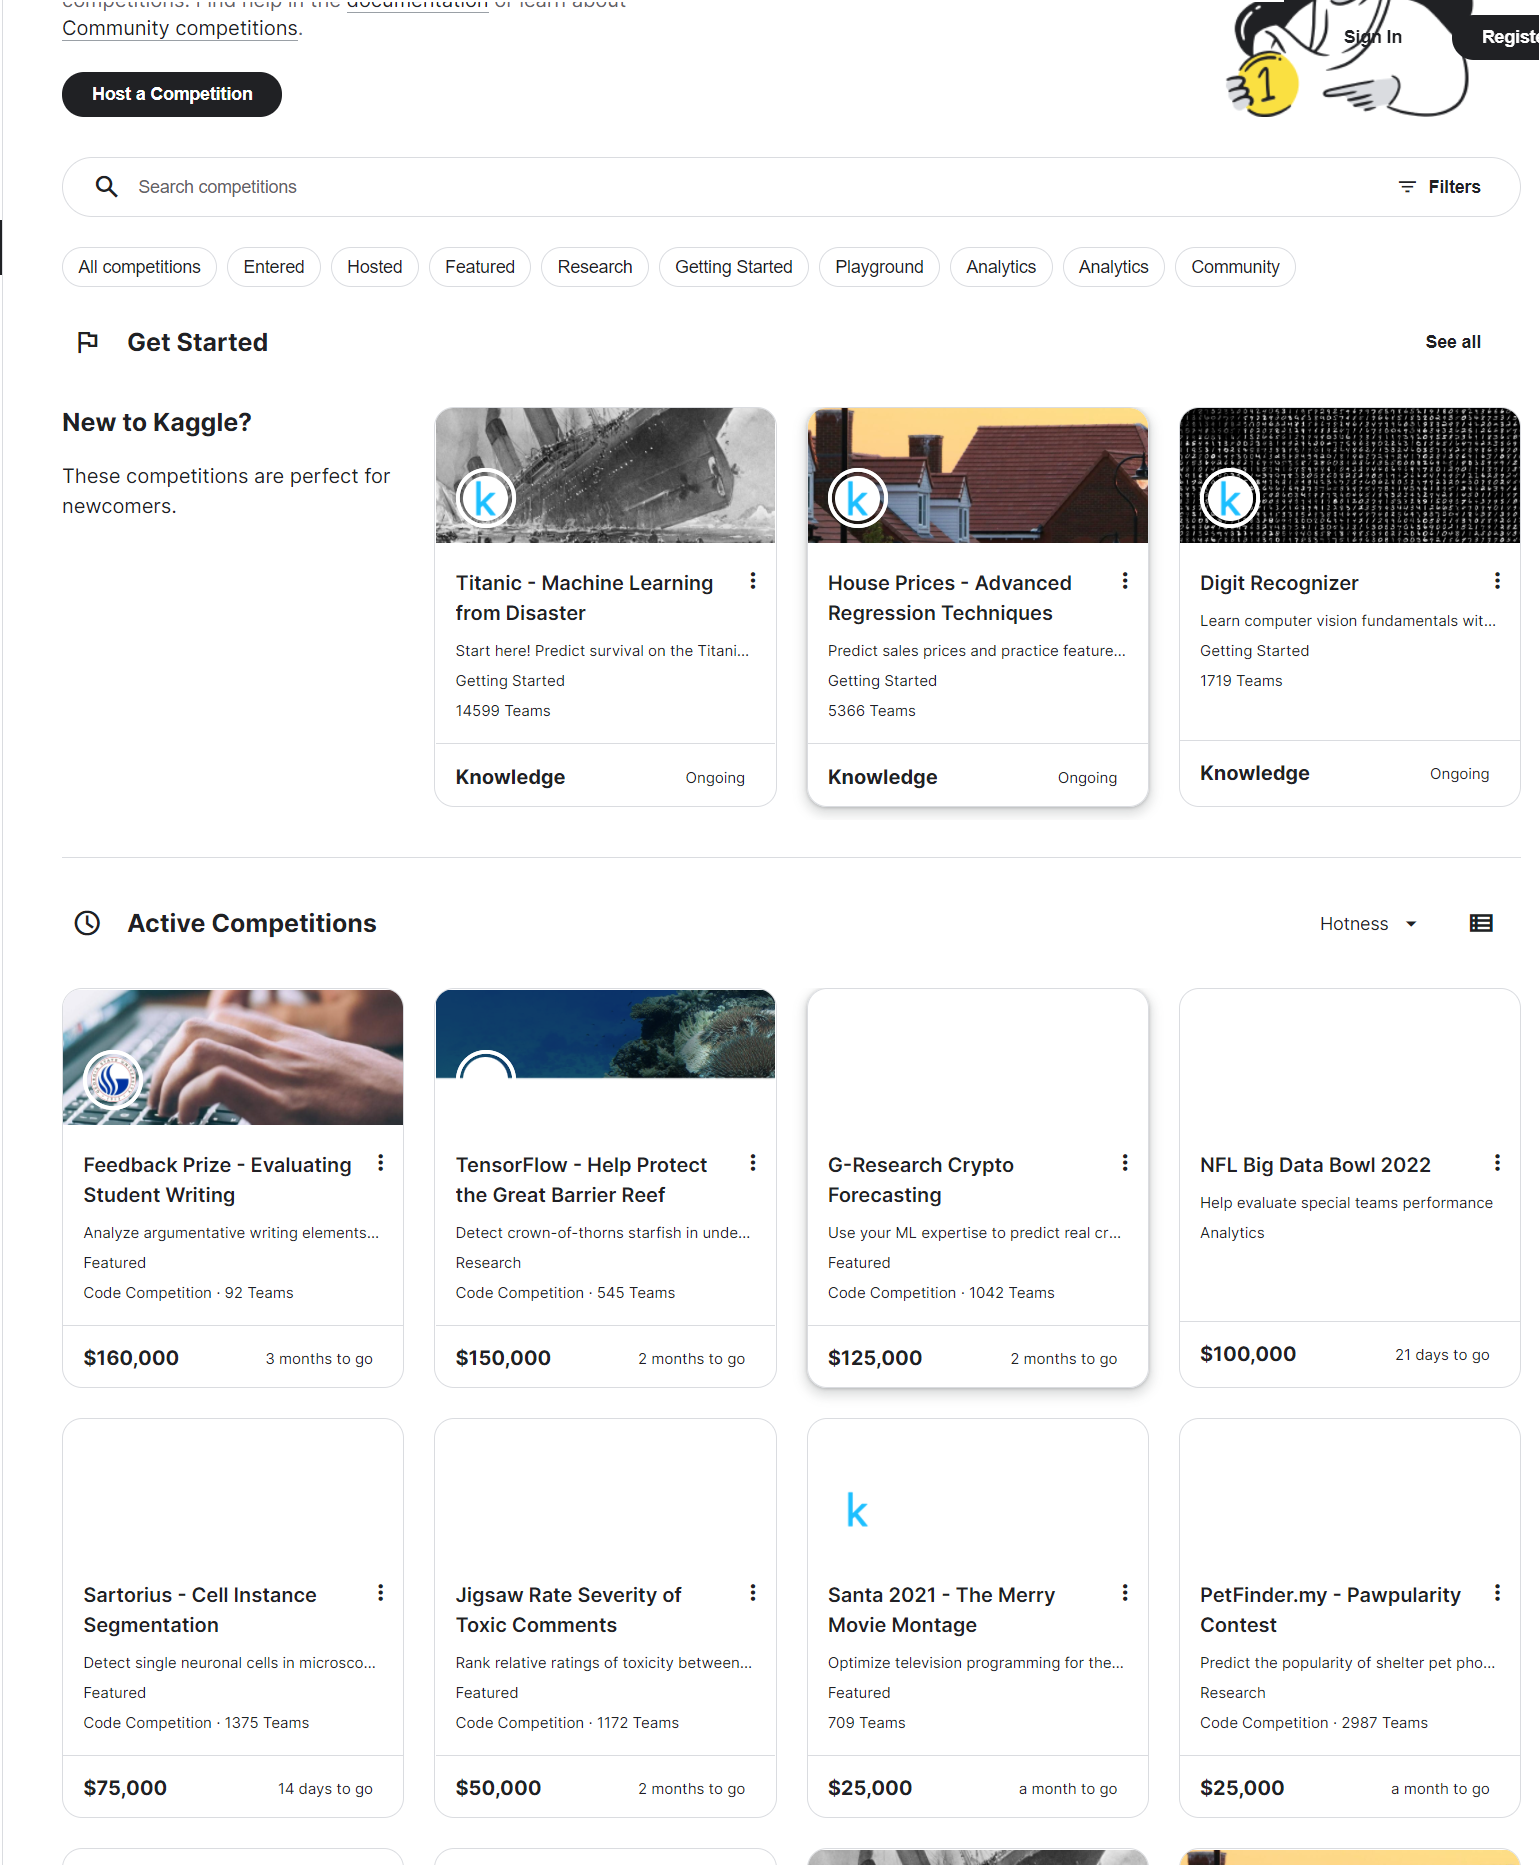 competitions. Find help in the documentation or learn about
Community competitions.
Sign In
Host a Competition
1
Search competitions
Filters
All competitions
Entered
Hosted
Featured
Research
Getting Started
Playground
Analytics
Analytics
Community
Get Started
See all
New to Kaggle?
These competitions are perfect for
newcomers.
k
Titanic - Machine Learning
from Disaster
Start here! Predict survival on the Titani...
Getting Started
14599 Teams
Knowledge
Ongoing
k
House Prices - Advanced
Regression Techniques
Predict sales prices and practice feature...
Getting Started
5366 Teams
Knowledge
Ongoing
k
Digit Recognizer
Learn computer vision fundamentals wit...
Getting Started
1719 Teams
Knowledge
Ongoing
Active Competitions
Hotness
Feedback Prize - Evaluating
Student Writing
Analyze argumentative writing elements...
Featured
Code Competition · 92 Teams
$160,000
3 months to go
TensorFlow - Help Protect
the Great Barrier Reef
Detect crown-of-thorns starfish in unde...
Research
Code Competition · 545 Teams
$150,000
2 months to go
G-Research Crypto
Forecasting
Use your ML expertise to predict real cr...
Featured
Code Competition · 1042 Teams
$125,000
2 months to go
NFL Big Data Bowl 2022
Help evaluate special teams performance
Analytics
$100,000
21 days to go
Sartorius - Cell Instance
Segmentation
Detect single neuronal cells in microsco...
Featured
Code Competition · 1375 Teams
$75,000
14 days to go
Jigsaw Rate Severity of
Toxic Comments
Rank relative ratings of toxicity between...
Featured
Code Competition · 1172 Teams
$50,000
2 months to go
k
Santa 2021 - The Merry
Movie Montage
Optimize television programming for the...
Featured
709 Teams
$25,000
a month to go
PetFinder.my - Pawpularity
Contest
Predict the popularity of shelter pet pho...
Research
Code Competition · 2987 Teams
$25,000
a month to go